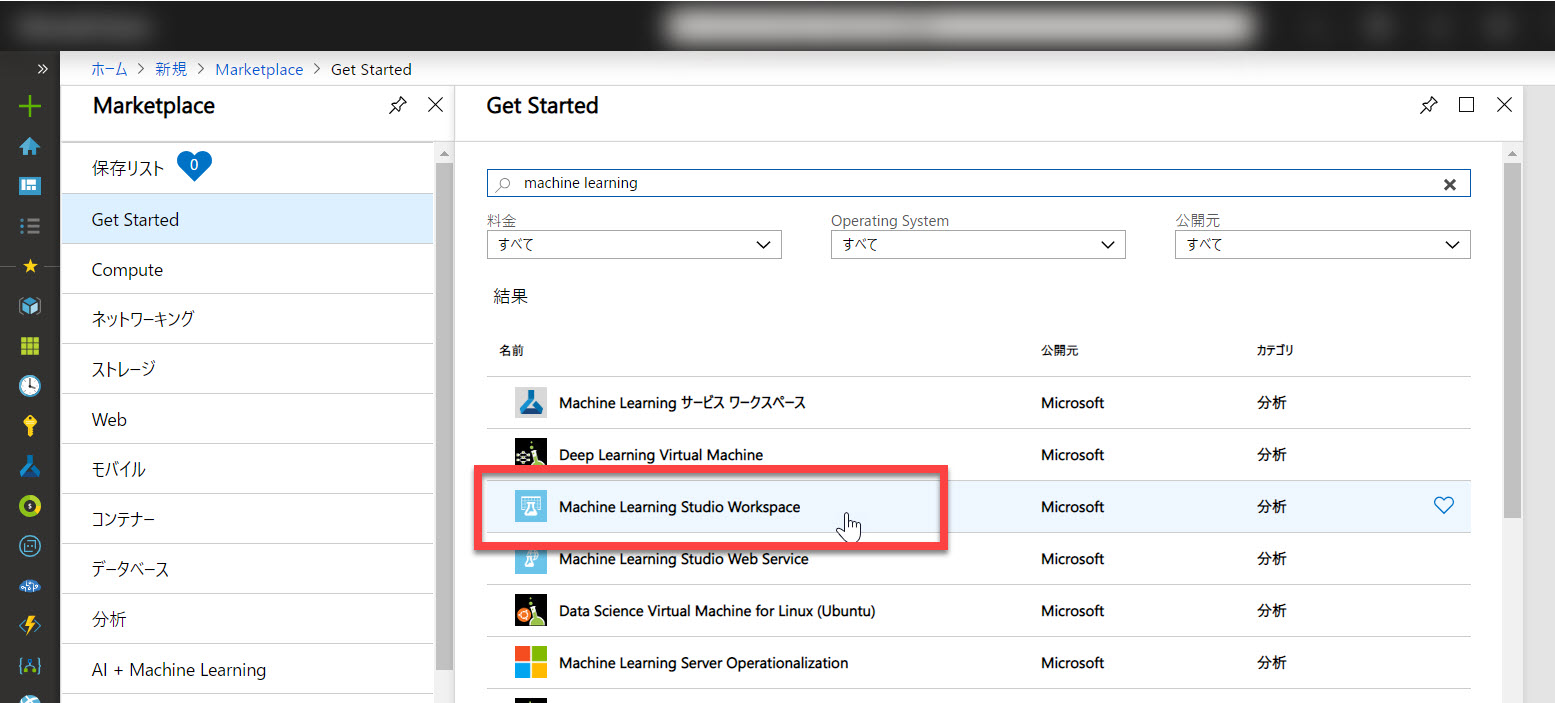 ホーム > 新規 > Marketplace > Get Started
Marketplace
保存リスト 0
Get Started
Compute
ネットワーキング
ストレージ
Web
モバイル
コンテナー
データベース
分析
AI + Machine Learning
Get Started
machine learning
料金 Operating System 公開元
すべて すべて すべて
結果
名前 公開元 カテゴリ
Machine Learning サービス ワークスペース Microsoft 分析
Deep Learning Virtual Machine Microsoft 分析
Machine Learning Studio Workspace Microsoft 分析
Machine Learning Studio Web Service Microsoft 分析
Data Science Virtual Machine for Linux (Ubuntu) Microsoft 分析
Machine Learning Server Operationalization Microsoft 分析